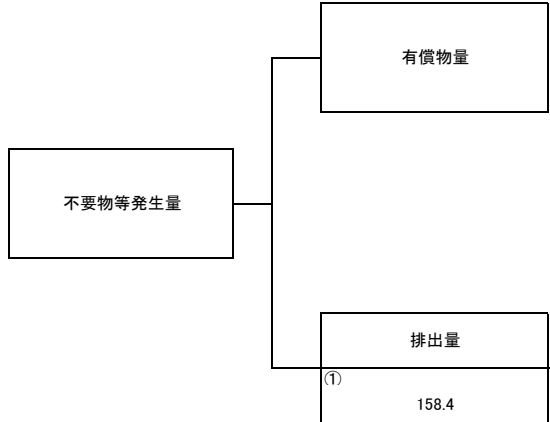 有償物量
不要物等発生量
排出量
①
158.4